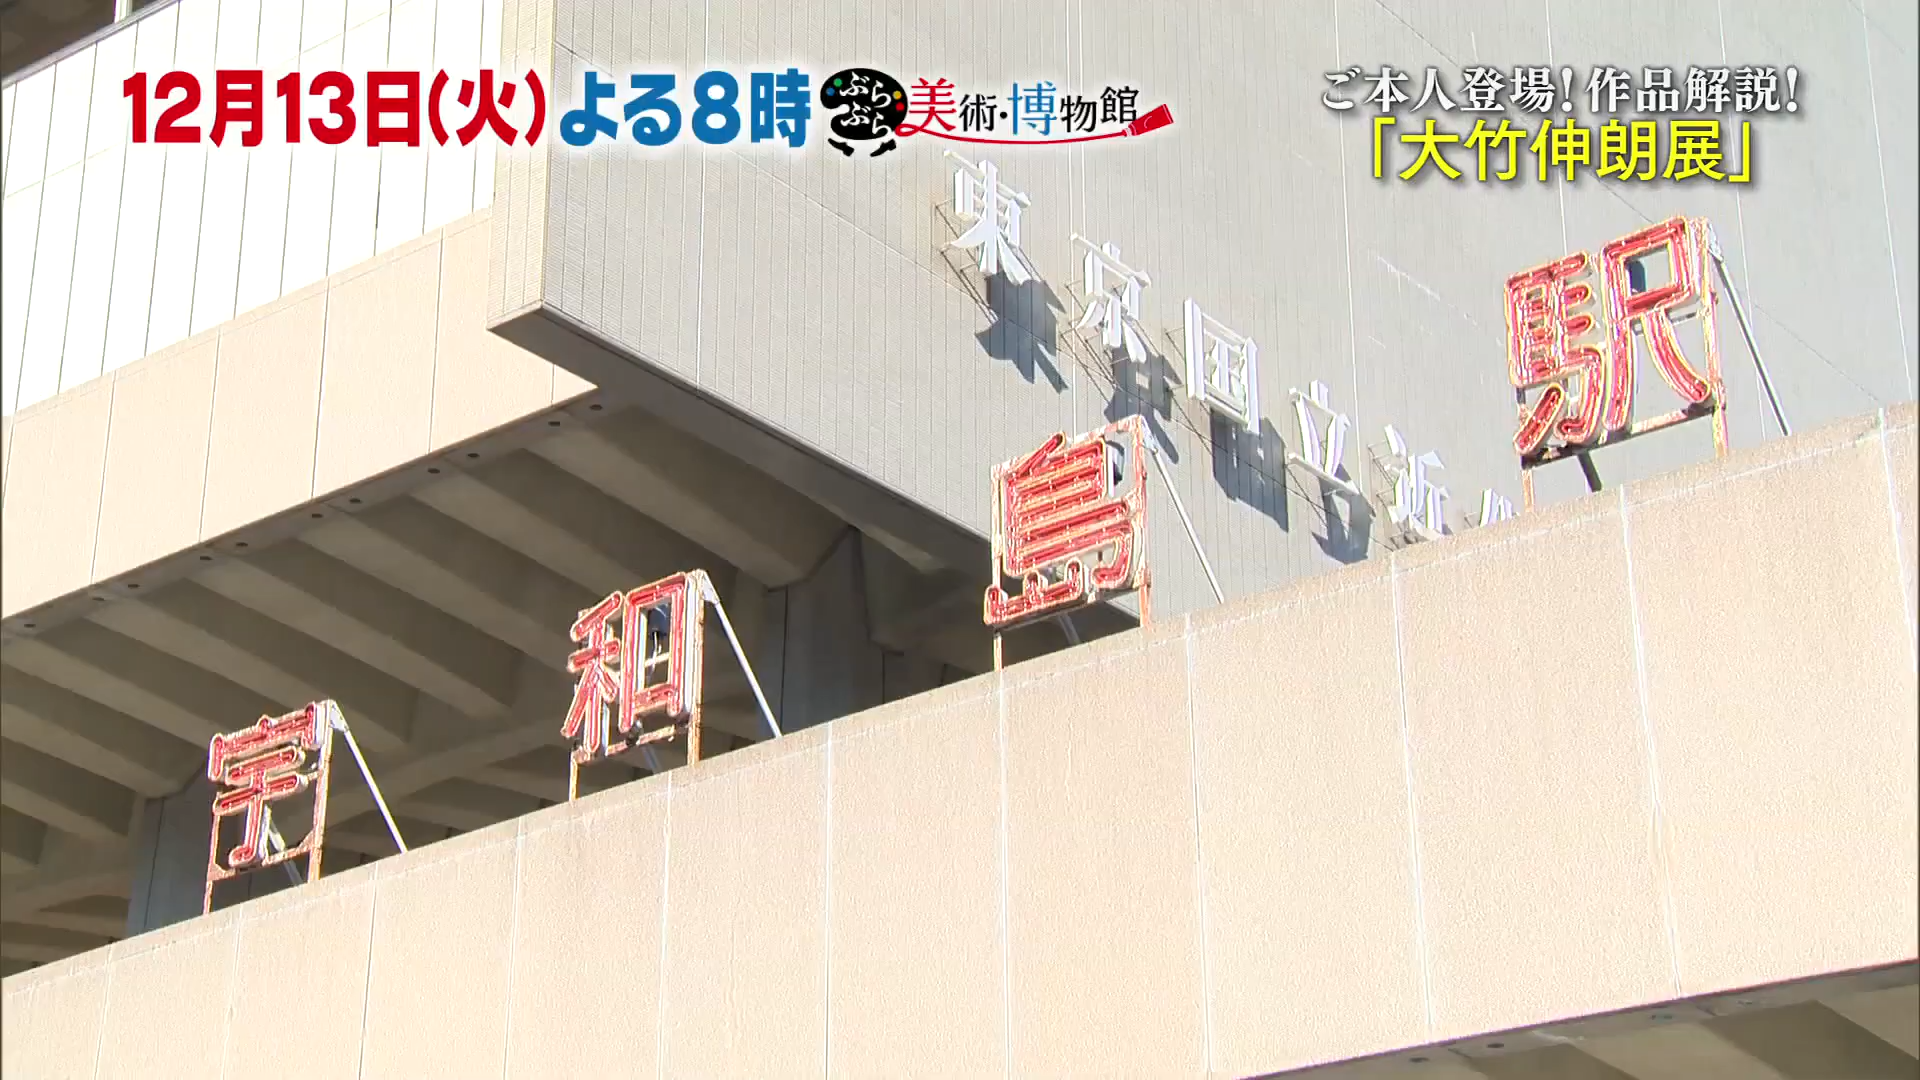 12月13日(火)よる8時 ぶらぶら美術・博物館
ご本人登場!作品解説!
「大竹伸朗展」
東京国立近
宇和島駅